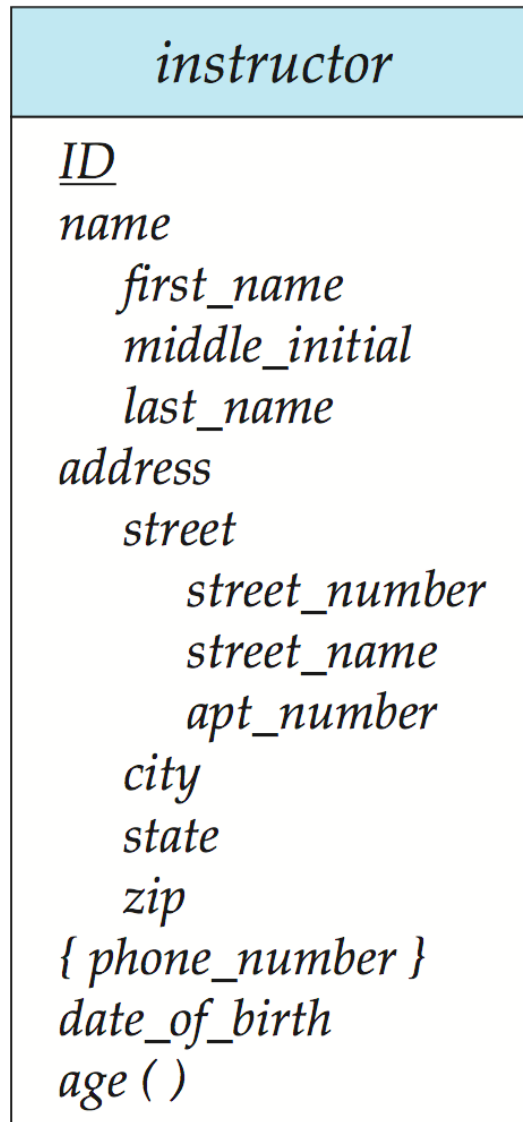 instructor
ID
name
first_name
middle_initial
last_name
address
street
street_number
street_name
apt_number
city
state
zip
{ phone_number }
date_of_birth
age ( )